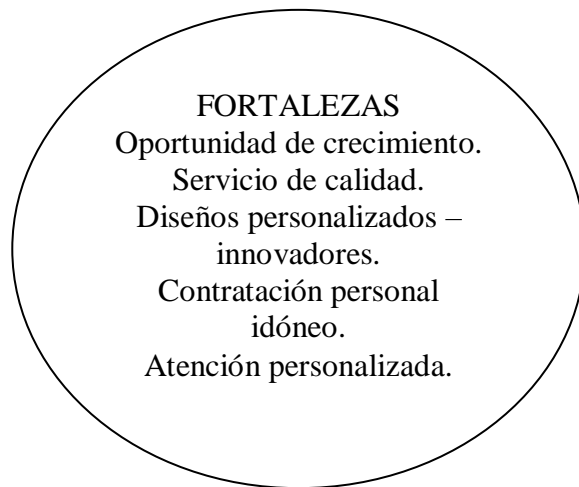 FORTALEZAS
Oportunidad de crecimiento.
Servicio de calidad.
Diseños personalizados –
innovadores.
Contratación personal
idóneo.
Atención personalizada.